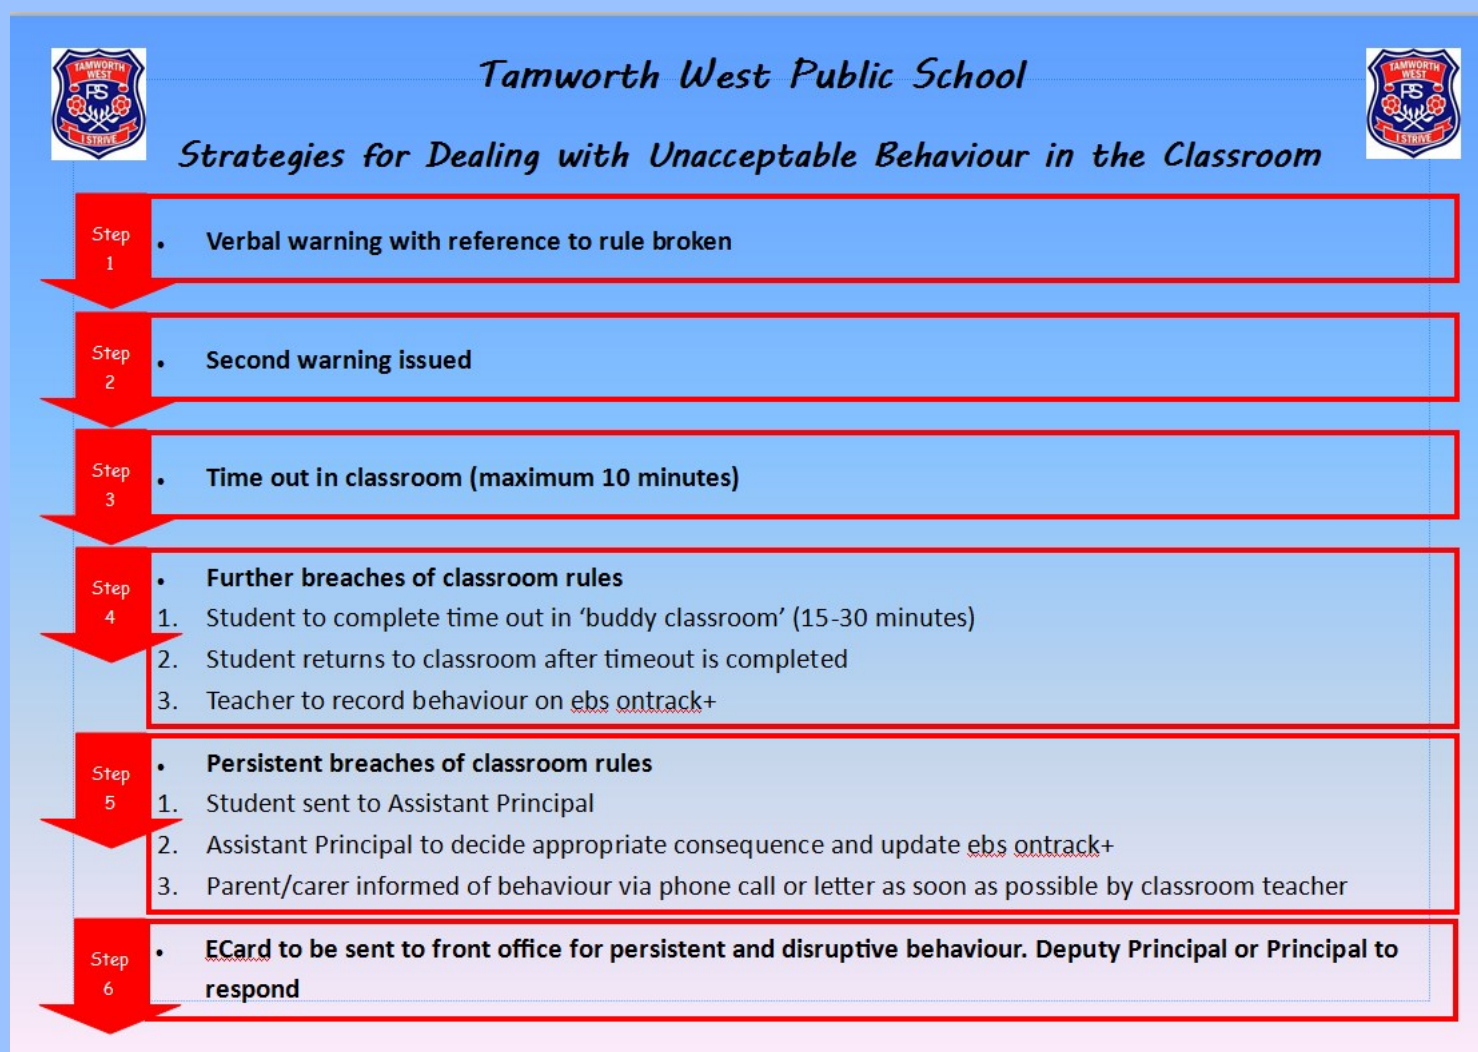 TAMWORTH
WEST
PS
I STRIVE
Tamworth West Public School
TAMWORTH
WEST
PS
I STRIVE
Strategies for Dealing with Unacceptable Behaviour in the Classroom
Step
1
• Verbal warning with reference to rule broken
Step
2
• Second warning issued
Step
3
• Time out in classroom (maximum 10 minutes)
Step
4
• Further breaches of classroom rules
1. Student to complete time out in ‘buddy classroom’ (15-30 minutes)
2. Student returns to classroom after timeout is completed
3. Teacher to record behaviour on ebs ontrack+
Step
5
• Persistent breaches of classroom rules
1. Student sent to Assistant Principal
2. Assistant Principal to decide appropriate consequence and update ebs ontrack+
3. Parent/carer informed of behaviour via phone call or letter as soon as possible by classroom teacher
Step
6
• ECard to be sent to front office for persistent and disruptive behaviour. Deputy Principal or Principal to
respond